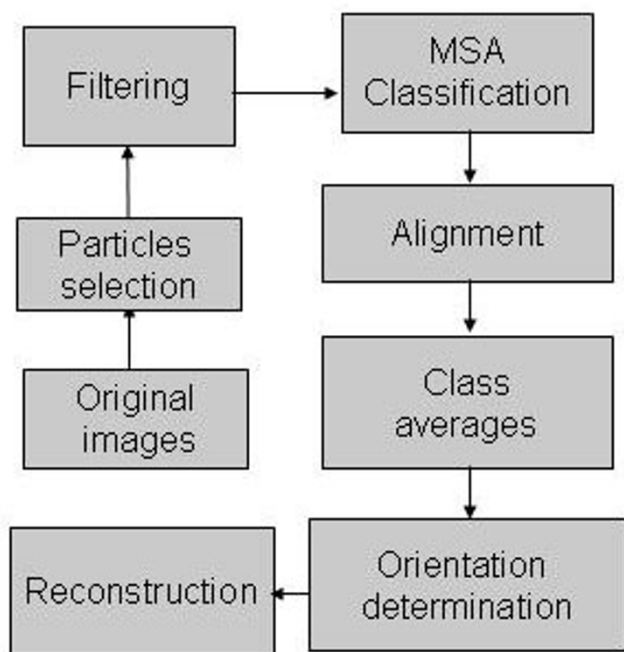 Filtering
MSA
Classification
Particles
selection
Alignment
Original
images
Class
averages
Reconstruction
Orientation
determination